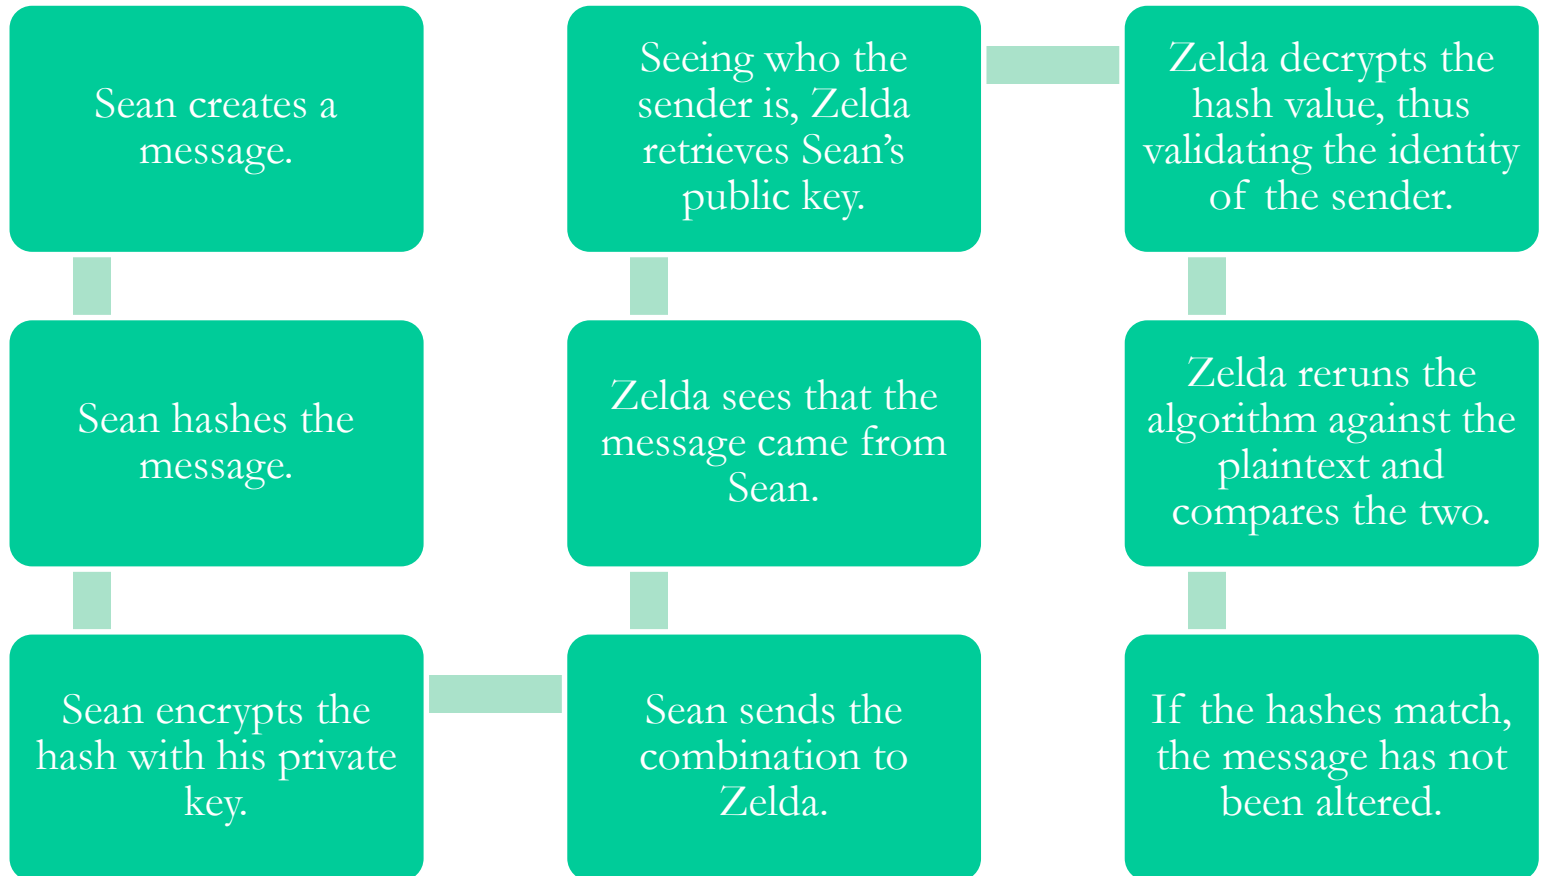 Sean creates a
message.
Sean hashes the
message.
Sean encrypts the
hash with his private
key.
Sean sends the
combination to
Zelda.
Zelda sees that the
message came from
Sean.
Seeing who the
sender is, Zelda
retrieves Sean’s
public key.
Zelda decrypts the
hash value, thus
validating the identity
of the sender.
Zelda reruns the
algorithm against the
plaintext and
compares the two.
If the hashes match,
the message has not
been altered.